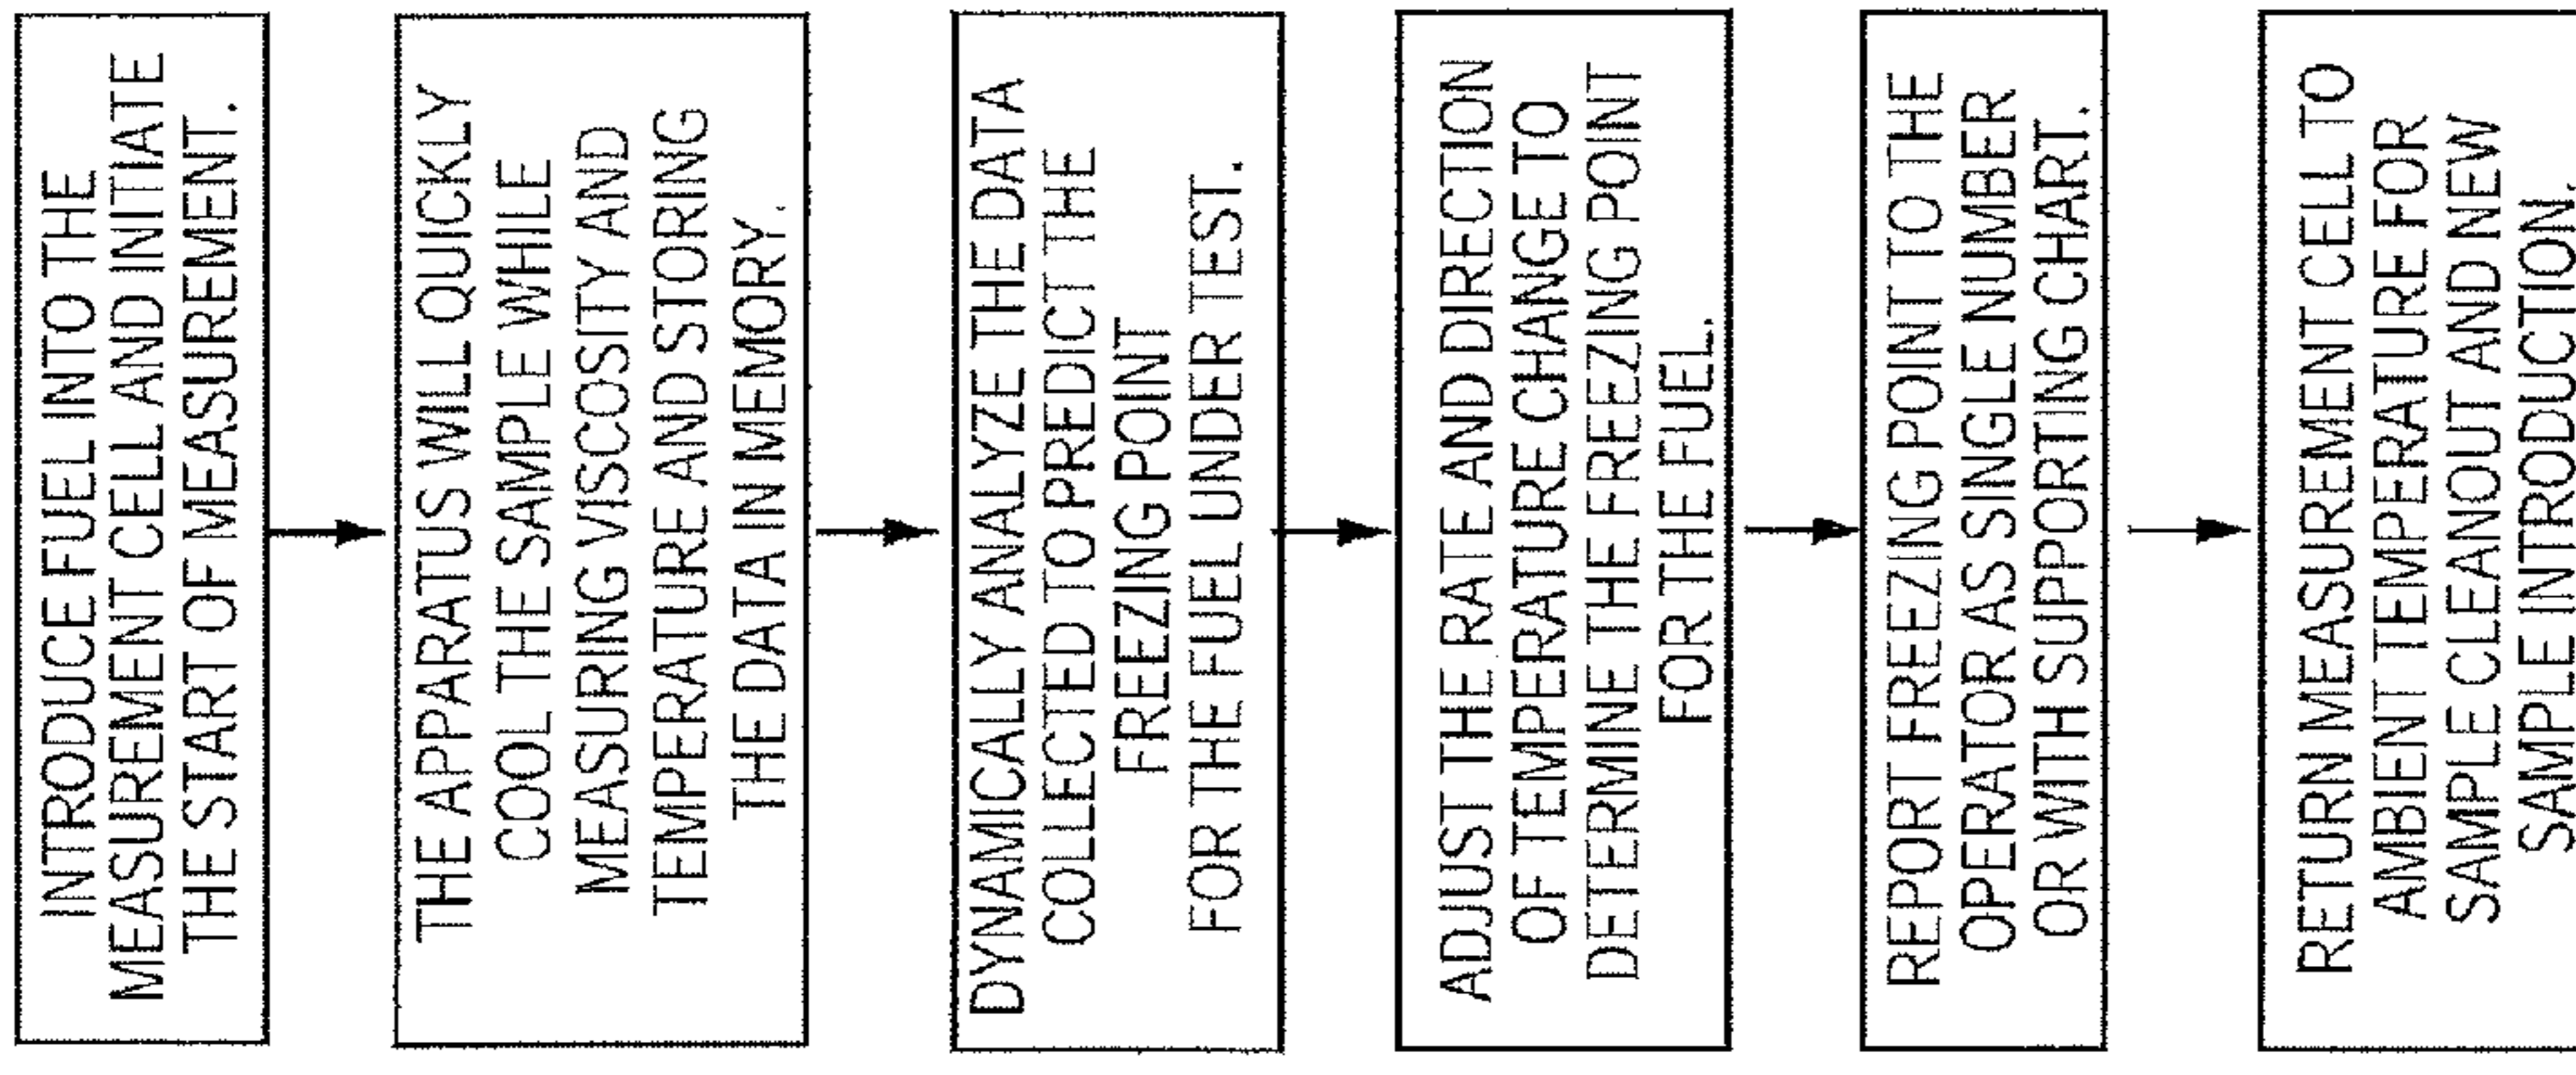 INTRODUCE FUEL INTO THE
MEASUREMENT CELL AND INITIATE
THE START OF MEASUREMENT.
THE APPARATUS WILL QUICKLY
COOL THE SAMPLE WHILE
MEASURING VISCOSITY AND
TEMPERATURE AND STORING
THE DATA IN MEMORY.
DYNAMICALLY ANALYZE THE DATA
COLLECTED TO PREDICT THE
FREEZING POINT
FOR THE FUEL UNDER TEST.
ADJUST THE RATE AND DIRECTION
OF TEMPERATURE CHANGE TO
DETERMINE THE FREEZING POINT
FOR THE FUEL.
REPORT FREEZING POINT TO THE
OPERATOR AS SINGLE NUMBER
OR WITH SUPPORTING CHART.
RETURN MEASUREMENT CELL TO
AMBIENT TEMPERATURE FOR
SAMPLE CLEANOUT AND NEW
SAMPLE INTRODUCTION.